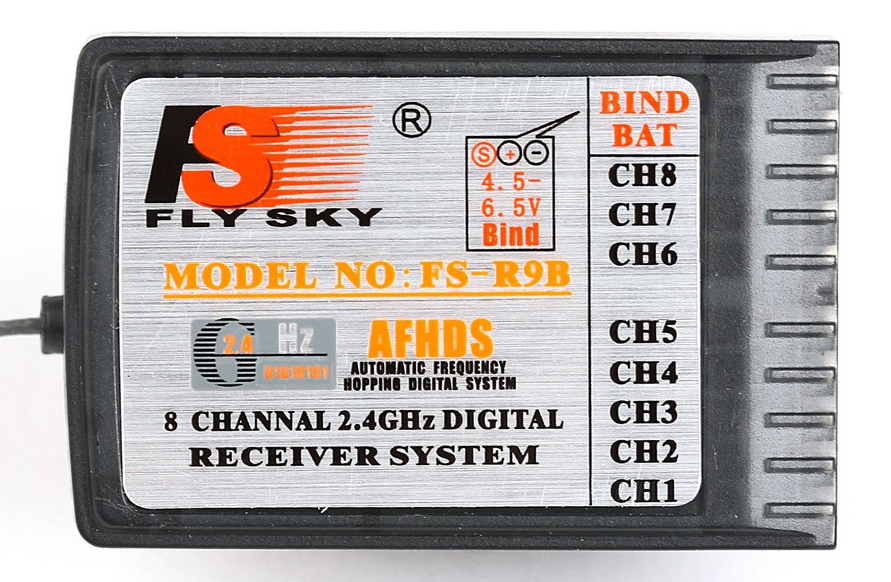 FS ®
FLY SKY
S + -
4.5-
6.5V
Bind
MODEL NO: FS-R9B
G 2.4 Hz
01010101
AFHDS
AUTOMATIC FREQUENCY
HOPPING DIGITAL SYSTEM
8 CHANNAL 2.4GHz DIGITAL
RECEIVER SYSTEM
BIND
BAT
CH8
CH7
CH6
CH5
CH4
CH3
CH2
CH1